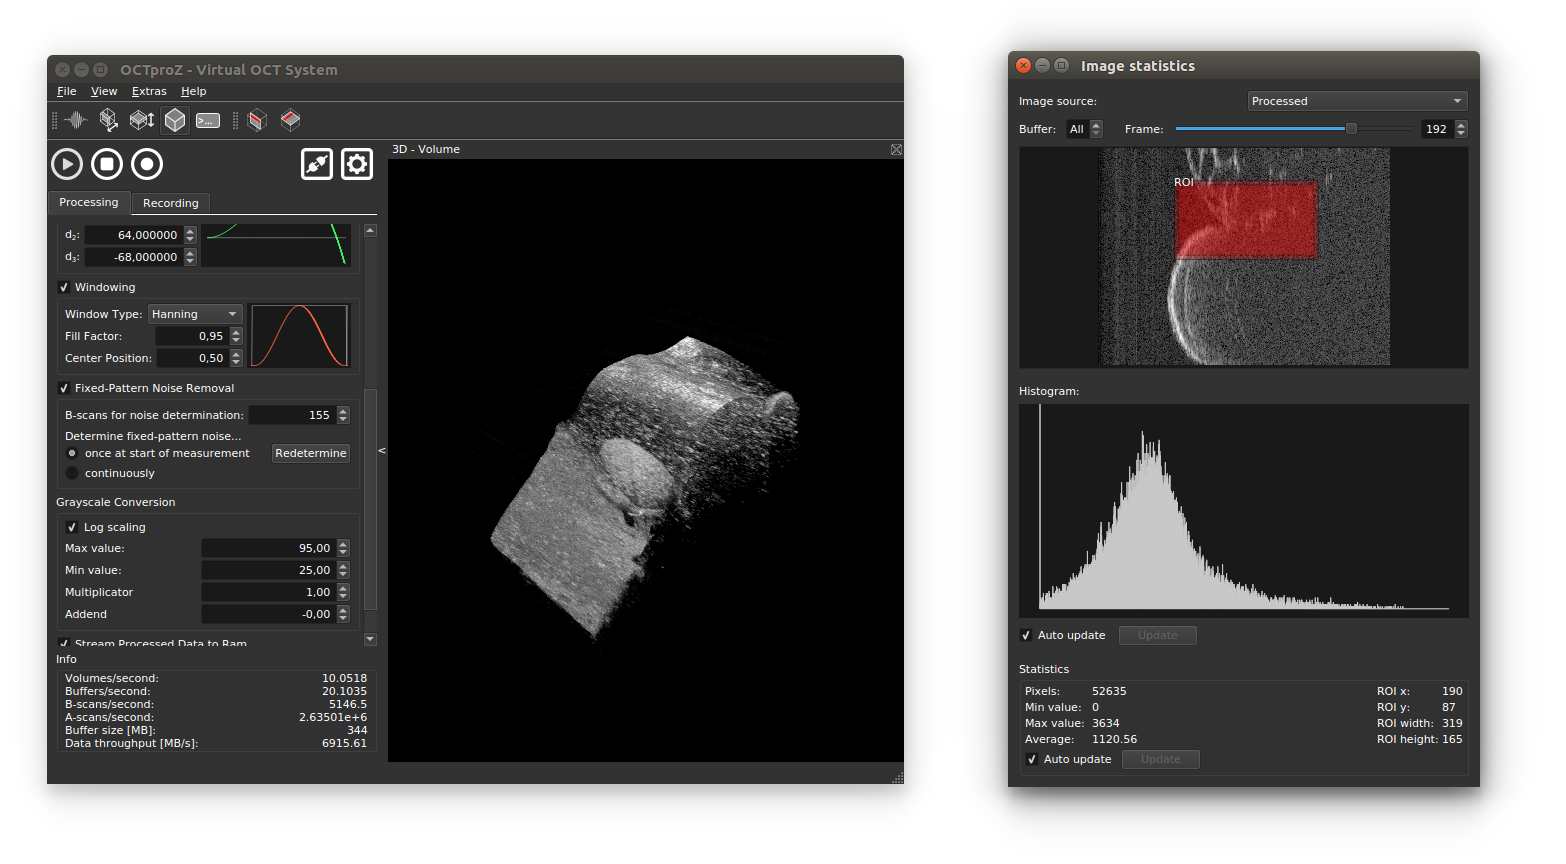 OCTproZ - Virtual OCT System
File View Extras Help
>_
3D - Volume
Processing Recording
d2: 64,000000
d3: -68,000000
Windowing
Window Type: Hanning
Fill Factor: 0,95
Center Position: 0,50
Fixed-Pattern Noise Removal
B-scans for noise determination: 155
Determine fixed-pattern noise...
once at start of measurement Redetermine
continuously
<
Grayscale Conversion
Log scaling
Max value: 95,00
Min value: 25,00
Multiplicator 1,00
Addend -0,00
Stream Processed Data to Ram
Info
Volumes/second: 10.0518
Buffers/second: 20.1035
B-scans/second: 5146.5
A-scans/second: 2.63501e+6
Buffer size [MB]: 344
Data throughput [MB/s]: 6915.61
Image statistics
Image source: Processed
Buffer: All Frame: 192
ROI
Histogram:
Auto update Update
Statistics
Pixels: 52635 ROI x: 190
Min value: 0 ROI y: 87
Max value: 3634 ROI width: 319
Average: 1120.56 ROI height: 165
Auto update Update